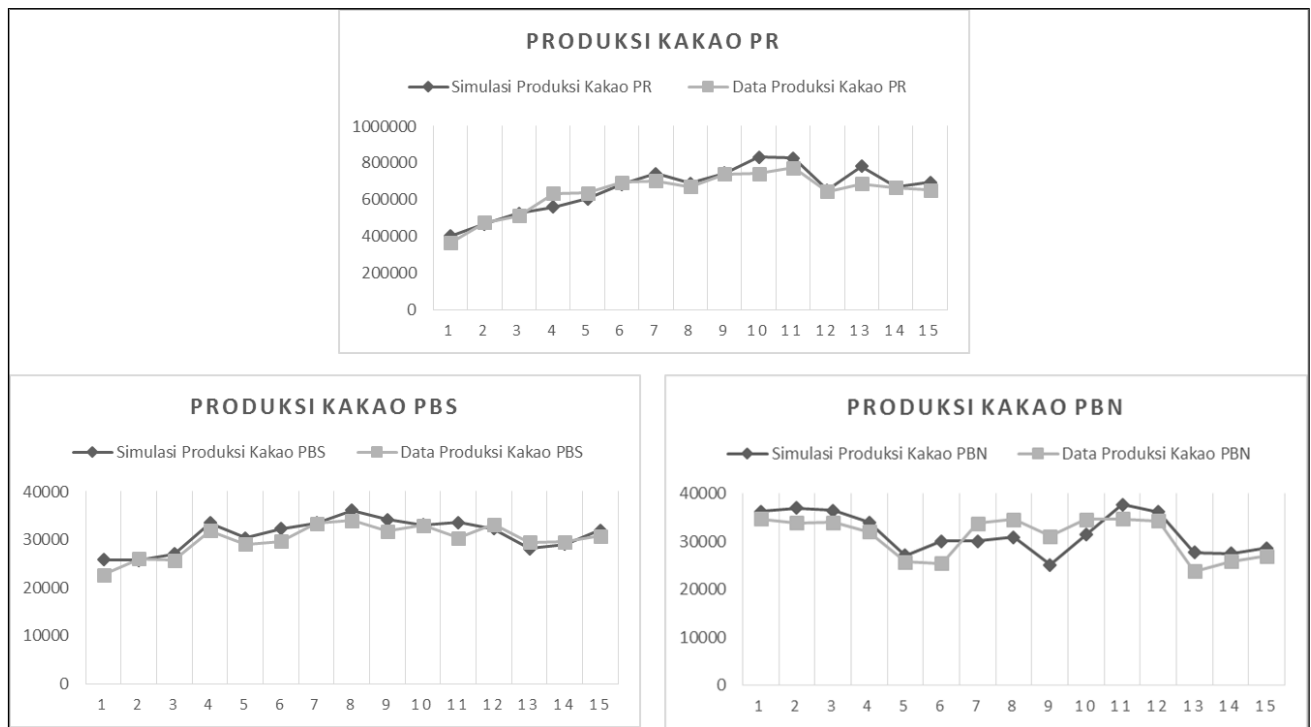 PRODUKSI KAKAO PR
Simulasi Produksi Kakao PR Data Produksi Kakao PR
1000000
800000
600000
400000
200000
0
1 2 3 4 5 6 7 8 9 10 11 12 13 14 15
PRODUKSI KAKAO PBS
Simulasi Produksi Kakao PBS Data Produksi Kakao PBS
40000
30000
20000
10000
0
1 2 3 4 5 6 7 8 9 10 11 12 13 14 15
PRODUKSI KAKAO PBN
Simulasi Produksi Kakao PBN Data Produksi Kakao PBN
40000
30000
20000
10000
0
1 2 3 4 5 6 7 8 9 10 11 12 13 14 15